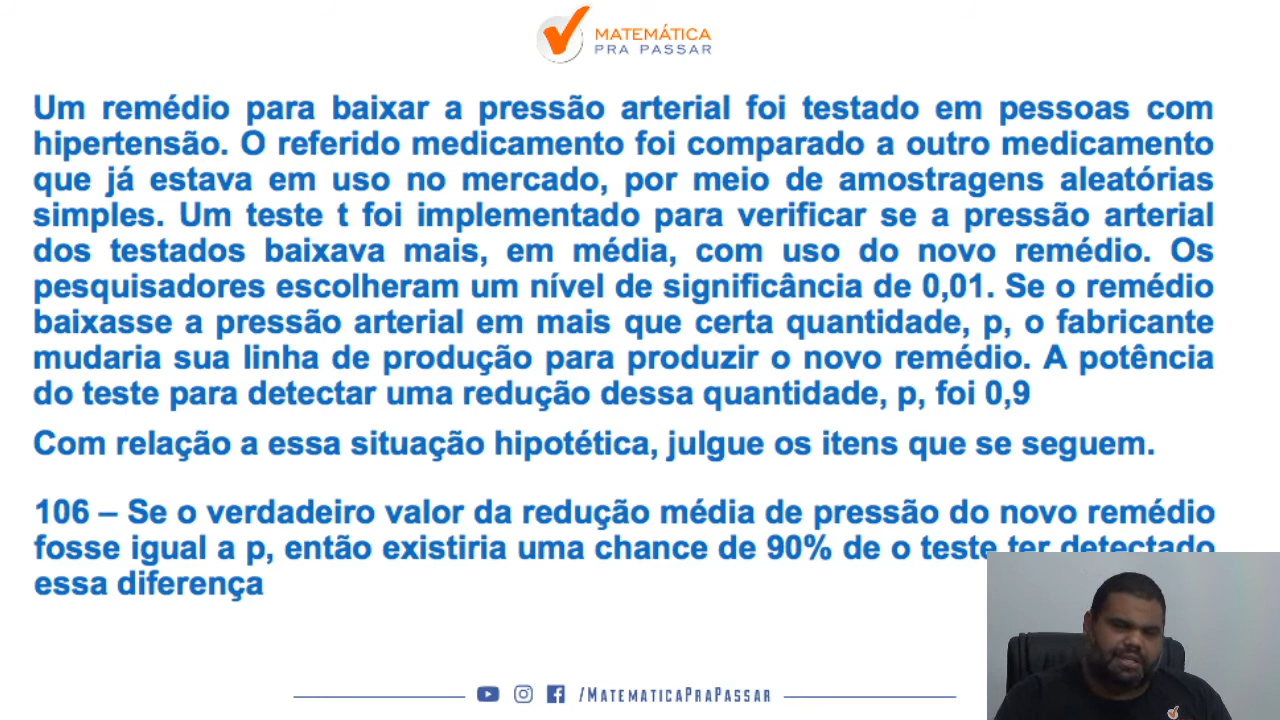 MATEMÁTICA
PRA PASSAR
Um remédio para baixar a pressão arterial foi testado em pessoas com
hipertensão. O referido medicamento foi comparado a outro medicamento
que já estava em uso no mercado, por meio de amostragens aleatórias
simples. Um teste t foi implementado para verificar se a pressão arterial
dos testados baixava mais, em média, com uso do novo remédio. Os
pesquisadores escolheram um nível de significância de 0,01. Se o remédio
baixasse a pressão arterial em mais que certa quantidade, p, o fabricante
mudaria sua linha de produção para produzir o novo remédio. A potência
do teste para detectar uma redução dessa quantidade, p, foi 0,9
Com relação a essa situação hipotética, julgue os itens que se seguem.
106 – Se o verdadeiro valor da redução média de pressão do novo remédio
fosse igual a p, então existiria uma chance de 90% de o teste ter detectado
essa diferença
/MATEMATICAPRAPASSAR